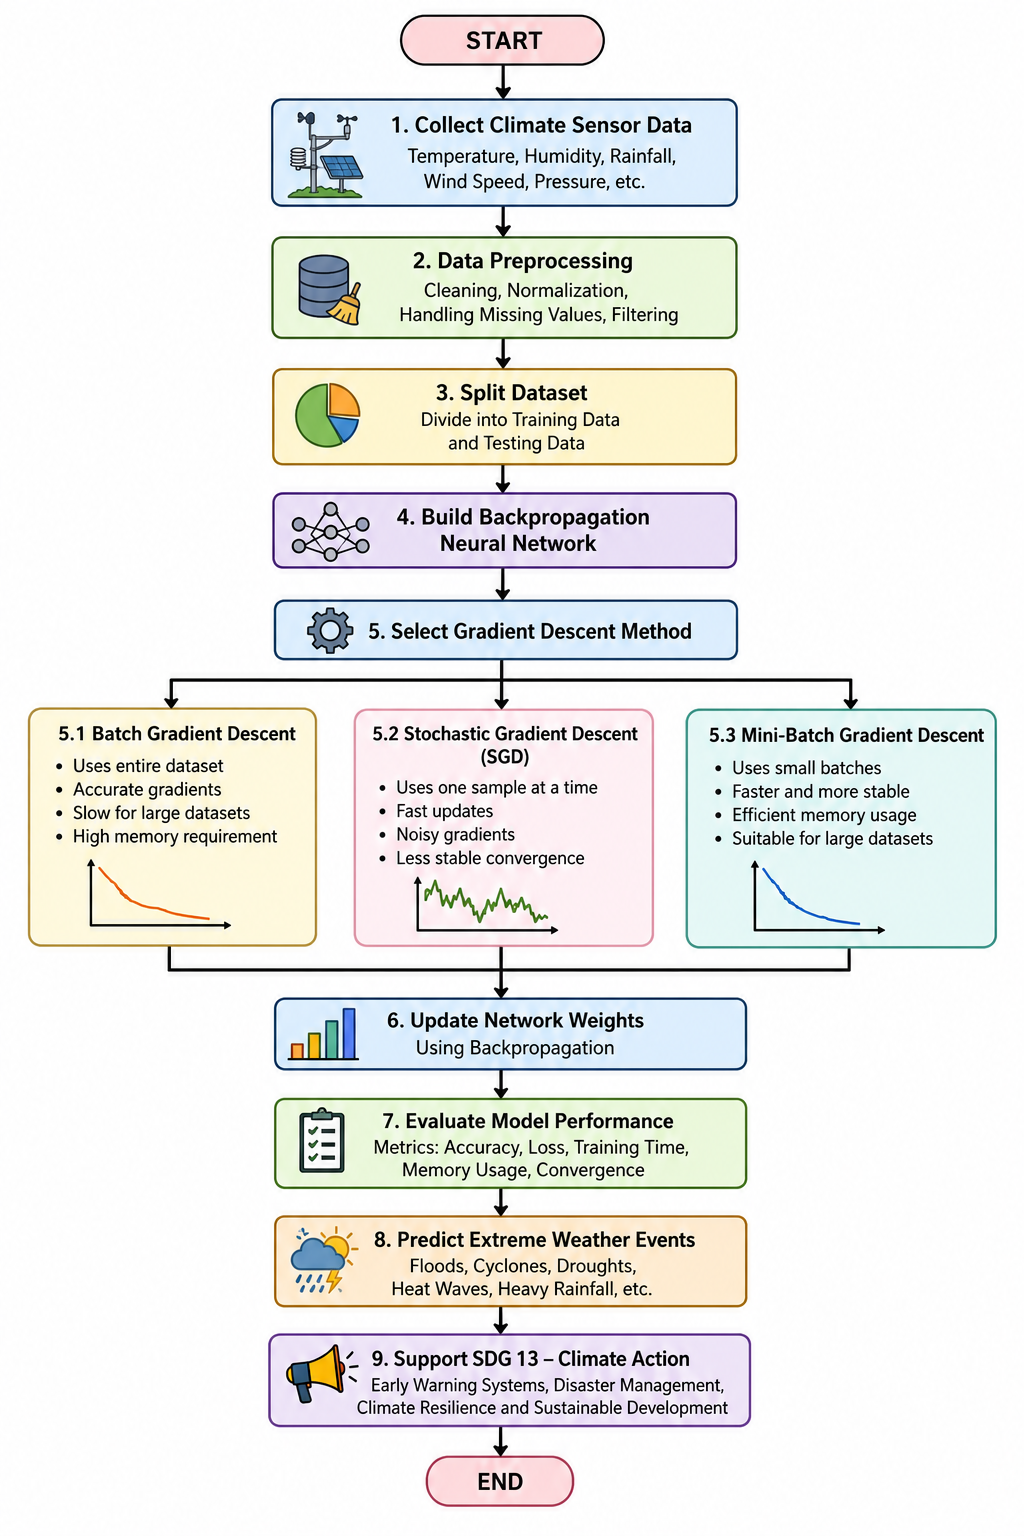 START
1. Collect Climate Sensor Data
Temperature, Humidity, Rainfall,
Wind Speed, Pressure, etc.
2. Data Preprocessing
Cleaning, Normalization,
Handling Missing Values, Filtering
3. Split Dataset
Divide into Training Data
and Testing Data
4. Build Backpropagation
Neural Network
5. Select Gradient Descent Method
5.1 Batch Gradient Descent
• Uses entire dataset
• Accurate gradients
• Slow for large datasets
• High memory requirement
5.2 Stochastic Gradient Descent
(SGD)
• Uses one sample at a time
• Fast updates
• Noisy gradients
• Less stable convergence
5.3 Mini-Batch Gradient Descent
• Uses small batches
• Faster and more stable
• Efficient memory usage
• Suitable for large datasets
6. Update Network Weights
Using Backpropagation
7. Evaluate Model Performance
Metrics: Accuracy, Loss, Training Time,
Memory Usage, Convergence
8. Predict Extreme Weather Events
Floods, Cyclones, Droughts,
Heat Waves, Heavy Rainfall, etc.
9. Support SDG 13 – Climate Action
Early Warning Systems, Disaster Management,
Climate Resilience and Sustainable Development
END